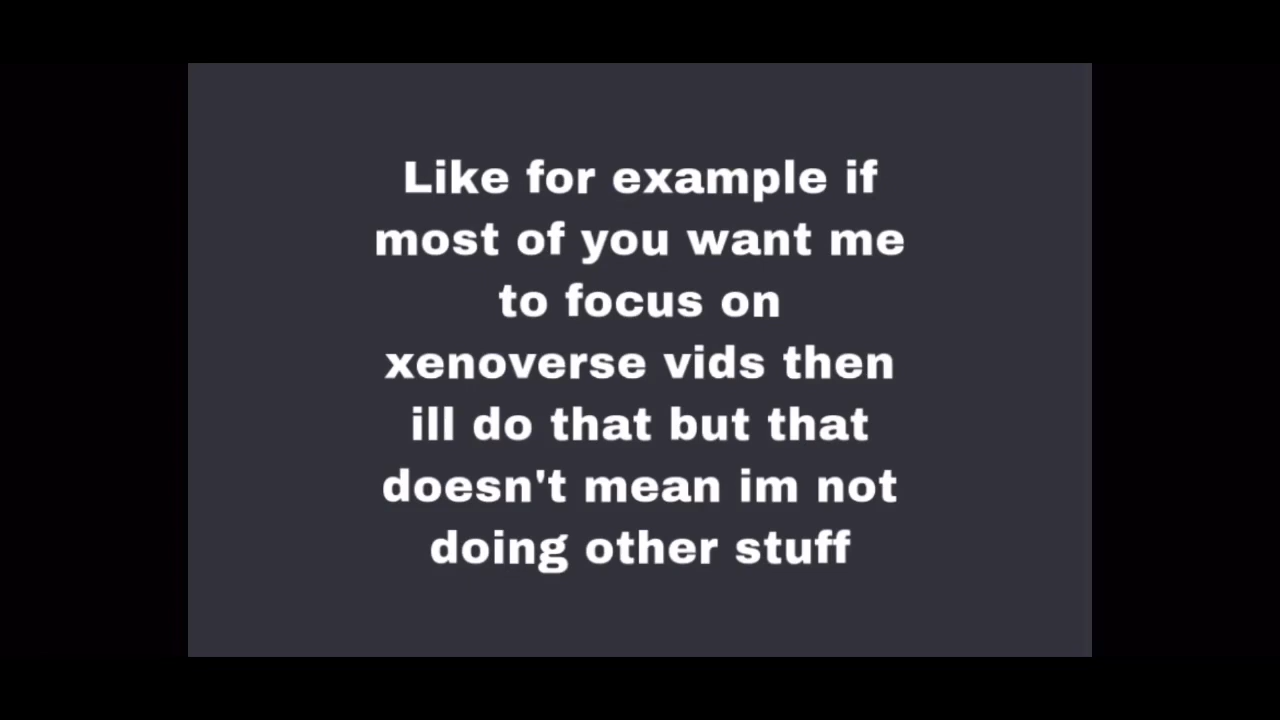 Like for example if
most of you want me
to focus on
xenoverse vids then
ill do that but that
doesn't mean im not
doing other stuff